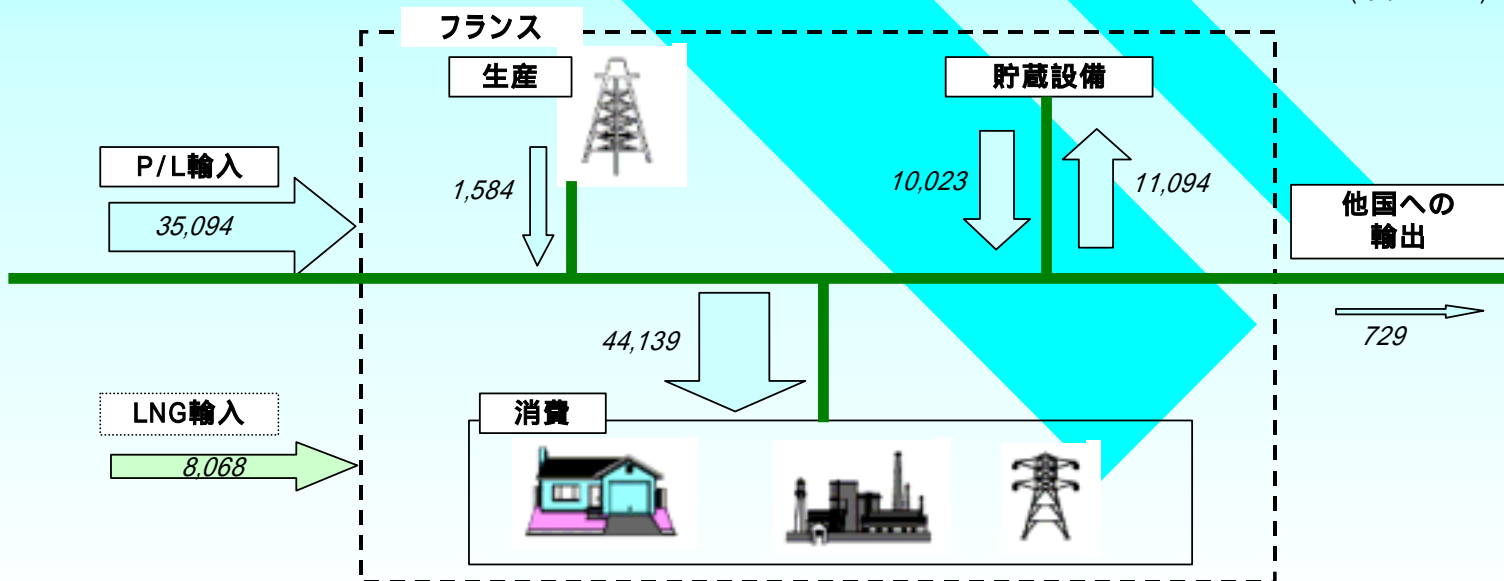 フランス
生産
貯蔵設備
P/L輸入
35,094
1,584
10,023
11,094
他国への
輸出
44,139
729
LNG輸入
8,068
消費